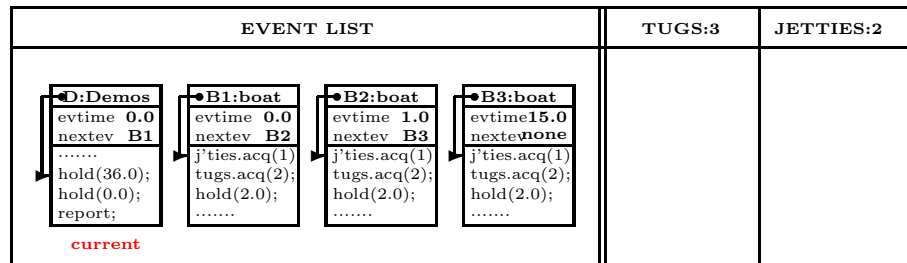 EVENT LIST TUGS:3 JETTIES:2
D:Demos B1:boat B2:boat B3:boat
evtime 0.0 evtime 0.0 evtime 1.0 evtime15.0
nextev B1 nextev B2 nextev B3 nextevnone
....... j'ties.acq(1) j'ties.acq(1) j'ties.acq(1)
hold(36.0); tugs.acq(2); tugs.acq(2); tugs.acq(2);
hold(0.0); hold(2.0); hold(2.0); hold(2.0);
report; ....... ....... .......
current